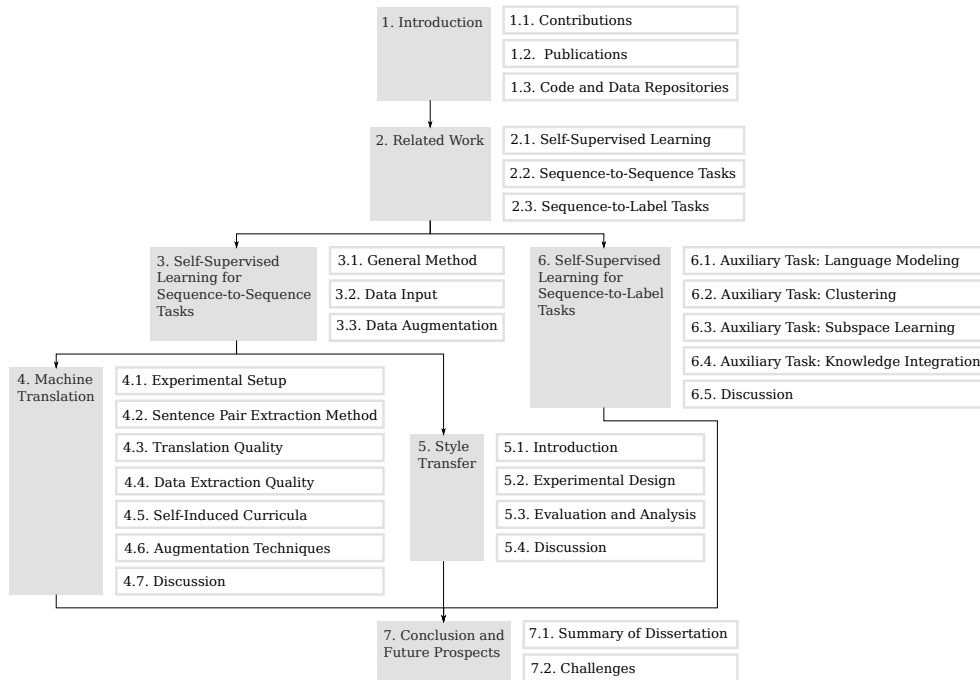 1. Introduction
1.1. Contributions
1.2. Publications
1.3. Code and Data Repositories
2. Related Work
2.1. Self-Supervised Learning
2.2. Sequence-to-Sequence Tasks
2.3. Sequence-to-Label Tasks
3. Self-Supervised
Learning for
Sequence-to-Sequence
Tasks
3.1. General Method
3.2. Data Input
3.3. Data Augmentation
6. Self-Supervised
Learning for
Sequence-to-Label
Tasks
6.1. Auxiliary Task: Language Modeling
6.2. Auxiliary Task: Clustering
6.3. Auxiliary Task: Subspace Learning
6.4. Auxiliary Task: Knowledge Integration
6.5. Discussion
4. Machine
Translation
4.1. Experimental Setup
4.2. Sentence Pair Extraction Method
4.3. Translation Quality
4.4. Data Extraction Quality
4.5. Self-Induced Curricula
4.6. Augmentation Techniques
4.7. Discussion
5. Style
Transfer
5.1. Introduction
5.2. Experimental Design
5.3. Evaluation and Analysis
5.4. Discussion
7. Conclusion and
Future Prospects
7.1. Summary of Dissertation
7.2. Challenges